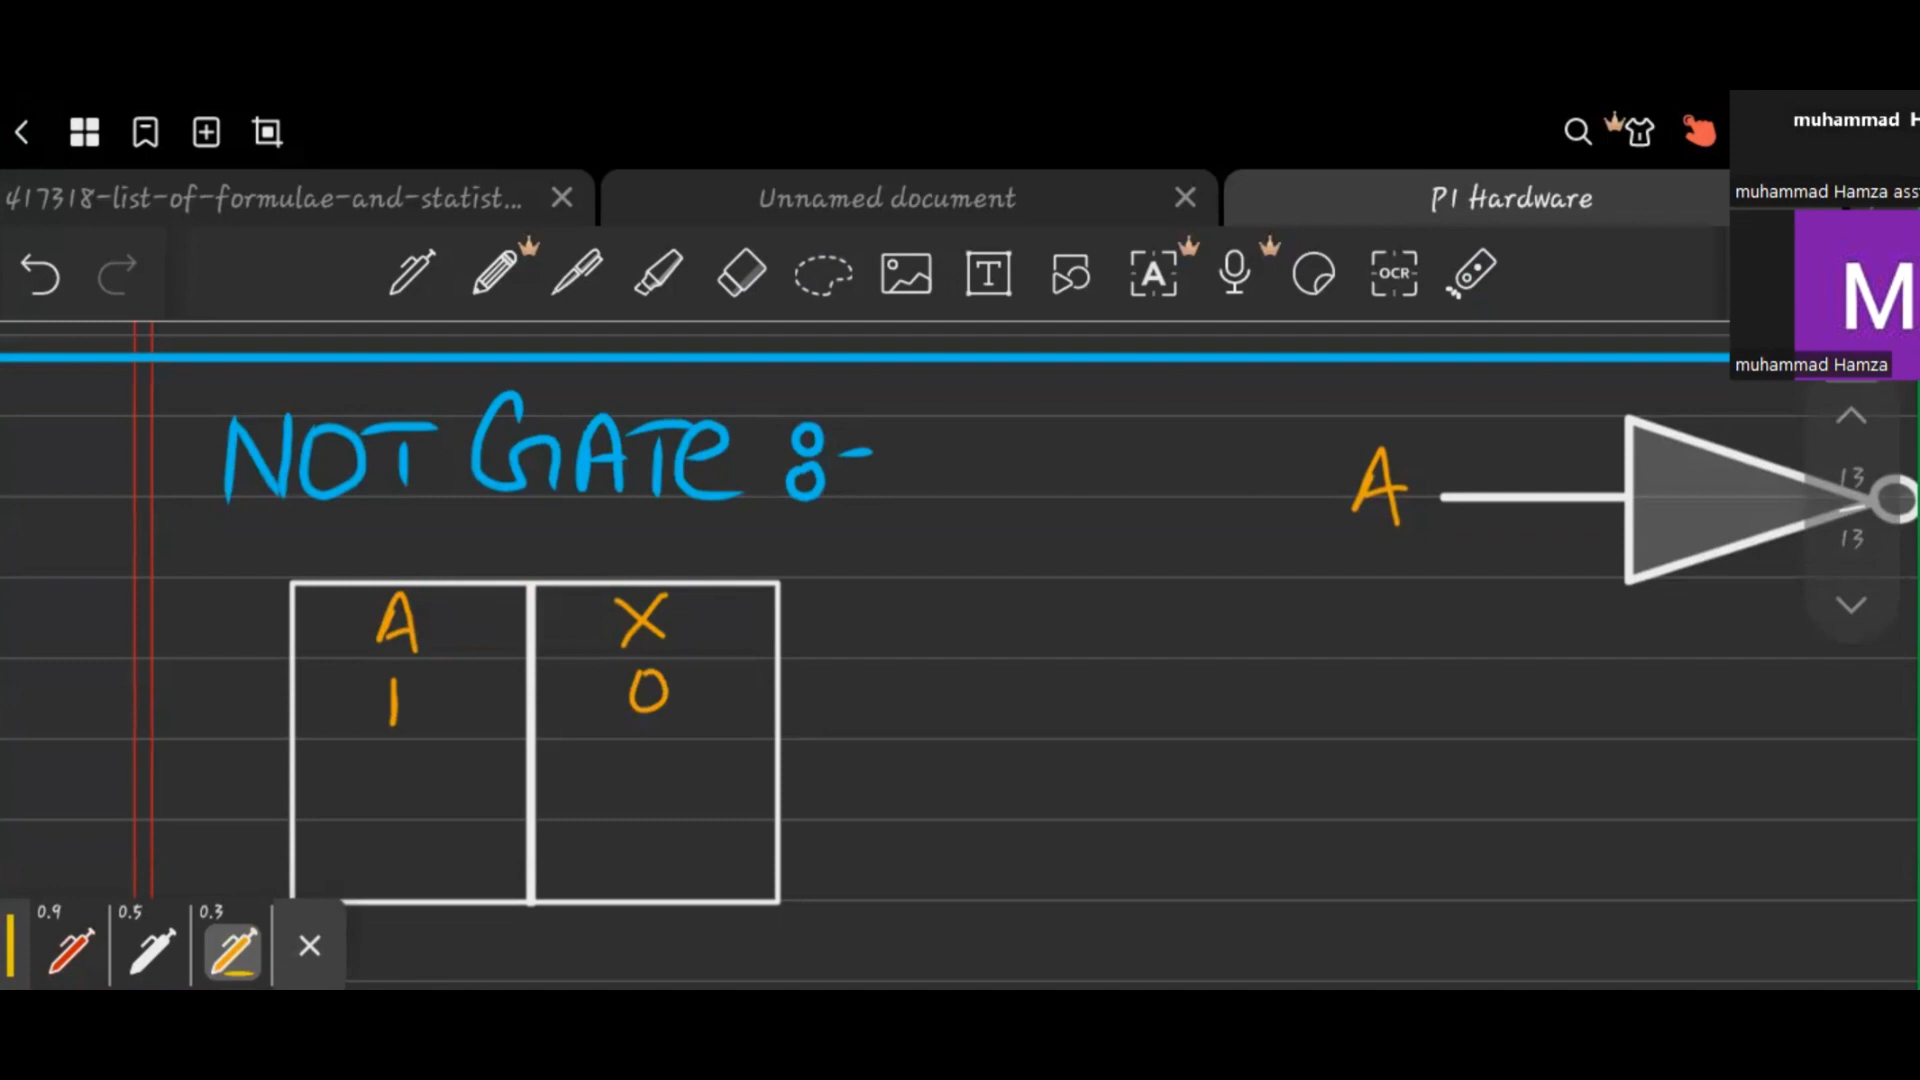 muhammad H
muhammad Hamza ass
417318-list-of-formulae-and-statist...
Unnamed document
P1 Hardware
T
A
OCR
M
muhammad Hamza
NOT GATE :-
A
13
13
A X
1 0
0.9 0.5 0.3